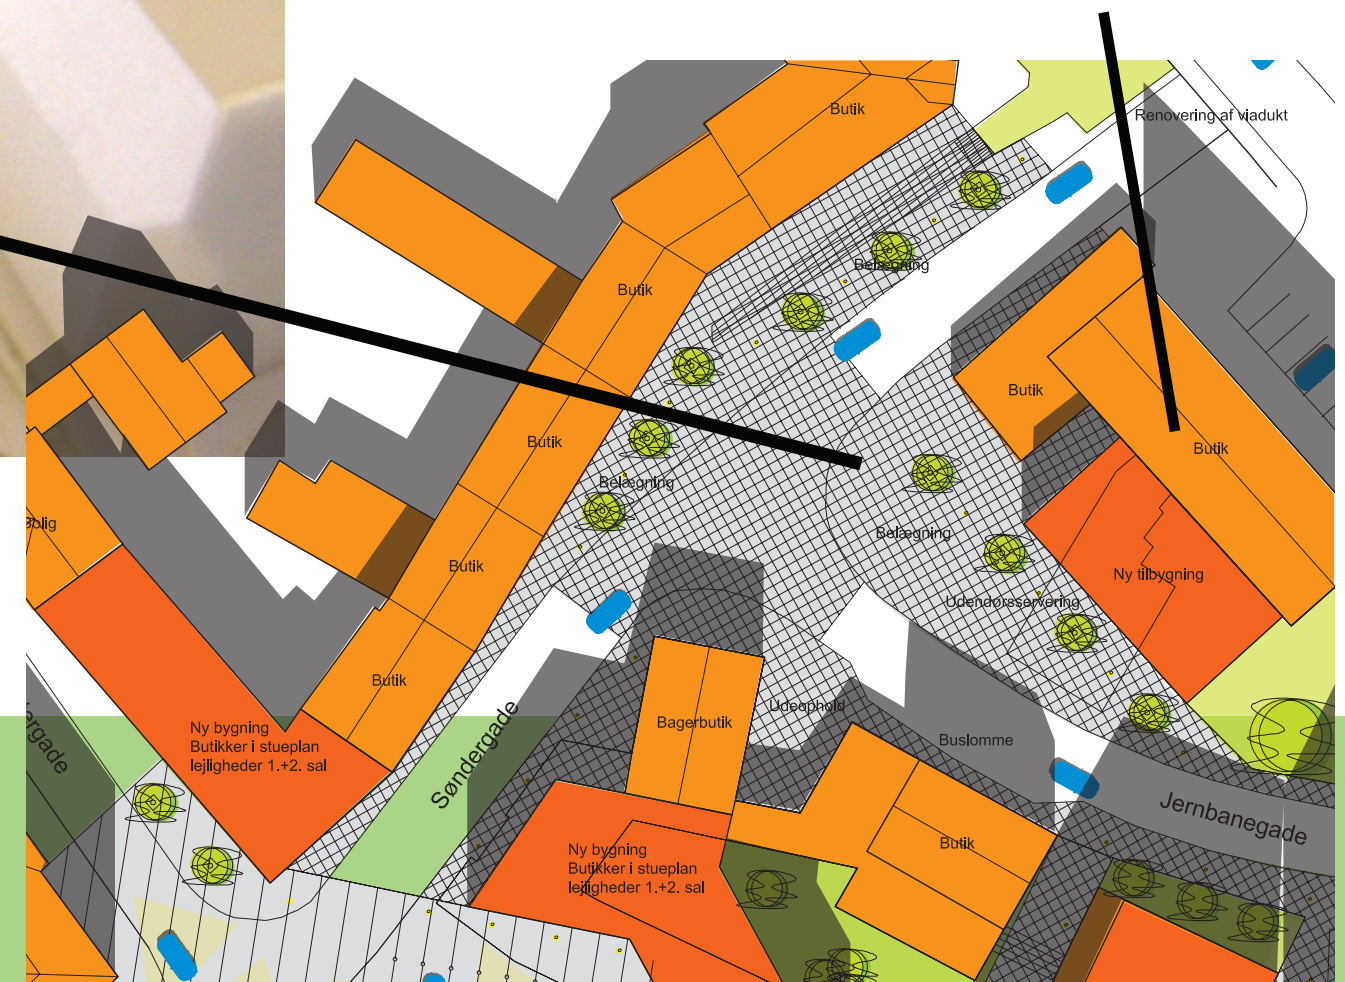 Butik
Renovering af viadukt
Belægning
Butik
Butik
Butik
Butik
Belægning
Bolig
Belægning
Butik
Ny tilbygning
Udendørsservering
Butik
Søndergade
Udeophold
Bagerbutik
Ny bygning
Butikker i stueplan
lejligheder 1.+2. sal
Buslomme
Jernbanegade
Butik
Ny bygning
Butikker i stueplan
lejligheder 1.+2. sal